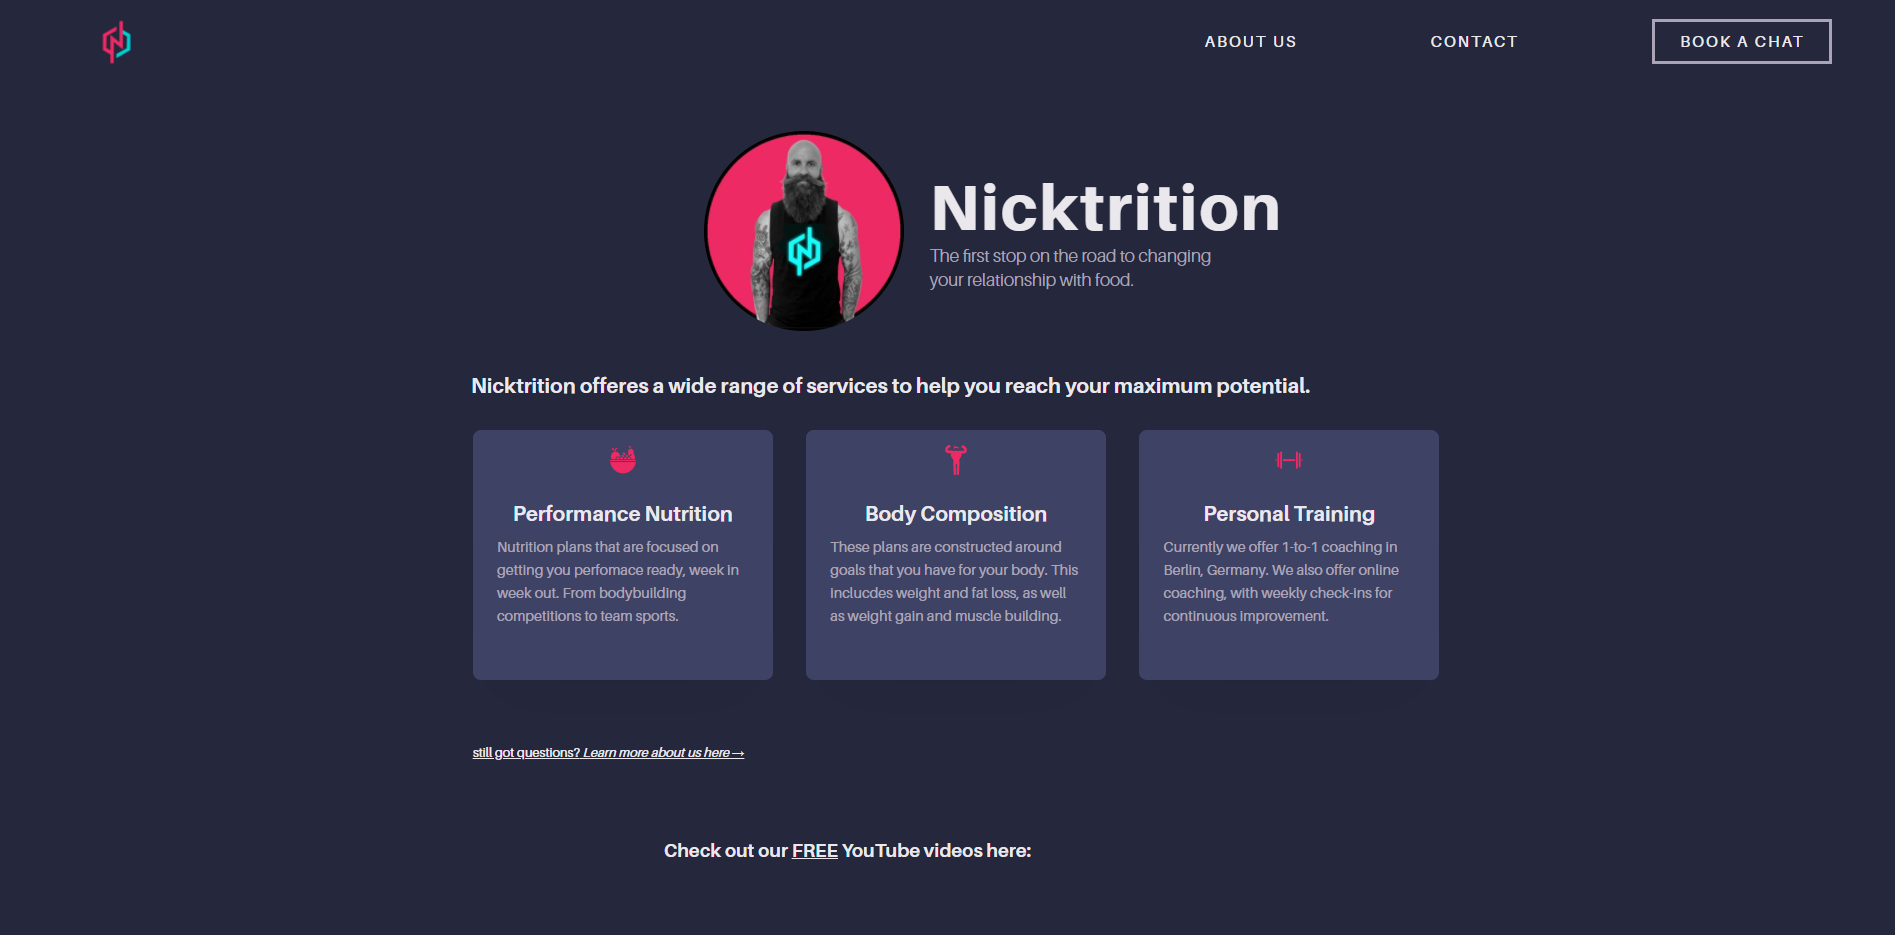 ABOUT US
CONTACT
BOOK A CHAT
Nicktrition
The first stop on the road to changing
your relationship with food.
Nicktrition offeres a wide range of services to help you reach your maximum potential.
Performance Nutrition
Nutrition plans that are focused on
getting you perfomace ready, week in
week out. From bodybuilding
competitions to team sports.
Body Composition
These plans are constructed around
goals that you have for your body. This
inclucdes weight and fat loss, as well
as weight gain and muscle building.
Personal Training
Currently we offer 1-to-1 coaching in
Berlin, Germany. We also offer online
coaching, with weekly check-ins for
continuous improvement.
still got questions? Learn more about us here→
Check out our FREE YouTube videos here: